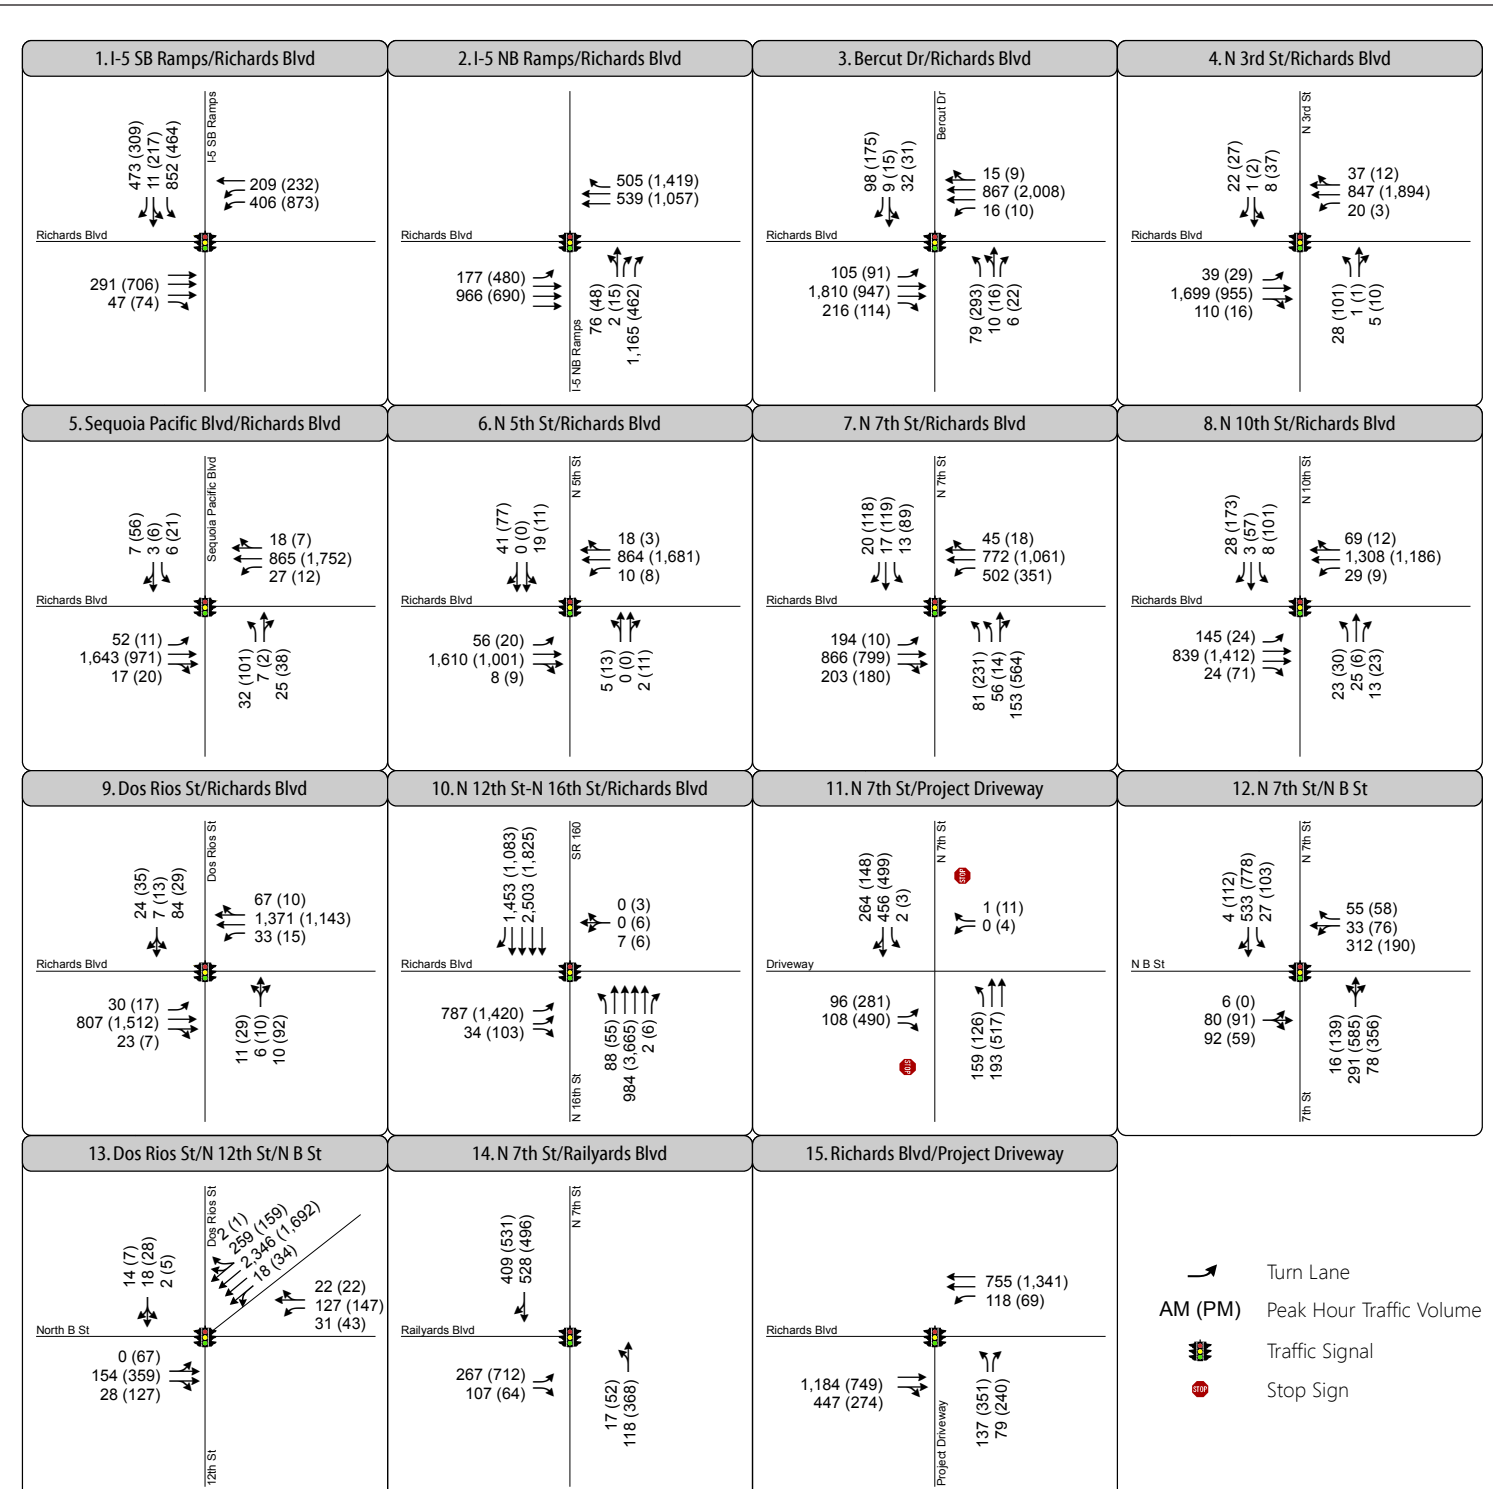 1. I-5 SB Ramps/Richards Blvd
473 (309)
11 (217)
852 (464)
I-5 SB Ramps
209 (232)
406 (873)
Richards Blvd
291 (706)
47 (74)
2. I-5 NB Ramps/Richards Blvd
505 (1,419)
539 (1,057)
Richards Blvd
177 (480)
966 (690)
I-5 NB Ramps
76 (48)
2 (15)
1,165 (462)
3. Bercut Dr/Richards Blvd
98 (175)
9 (15)
32 (31)
Bercut Dr
15 (9)
867 (2,008)
16 (10)
Richards Blvd
105 (91)
1,810 (947)
216 (114)
79 (293)
10 (16)
6 (22)
4. N 3rd St/Richards Blvd
22 (27)
1 (2)
8 (37)
N 3rd St
37 (12)
847 (1,894)
20 (3)
Richards Blvd
39 (29)
1,699 (955)
110 (16)
28 (101)
1 (1)
5 (10)
5. Sequoia Pacific Blvd/Richards Blvd
7 (56)
3 (6)
6 (21)
Sequoia Pacific Blvd
18 (7)
865 (1,752)
27 (12)
Richards Blvd
52 (11)
1,643 (971)
17 (20)
32 (101)
7 (2)
25 (38)
6. N 5th St/Richards Blvd
41 (77)
0 (0)
19 (11)
N 5th St
18 (3)
864 (1,681)
10 (8)
Richards Blvd
56 (20)
1,610 (1,001)
8 (9)
5 (13)
0 (0)
2 (11)
7. N 7th St/Richards Blvd
20 (118)
17 (119)
13 (89)
N 7th St
45 (18)
772 (1,061)
502 (351)
Richards Blvd
194 (10)
866 (799)
203 (180)
81 (231)
56 (14)
153 (564)
8. N 10th St/Richards Blvd
28 (173)
3 (57)
8 (101)
N 10th St
69 (12)
1,308 (1,186)
29 (9)
Richards Blvd
145 (24)
839 (1,412)
24 (71)
23 (30)
25 (6)
13 (23)
9. Dos Rios St/Richards Blvd
24 (35)
7 (13)
84 (29)
Dos Rios St
67 (10)
1,371 (1,143)
33 (15)
Richards Blvd
30 (17)
807 (1,512)
23 (7)
11 (29)
6 (10)
10 (92)
10. N 12th St-N 16th St/Richards Blvd
1,453 (1,083)
2,503 (1,825)
SR 160
0 (3)
0 (6)
7 (6)
Richards Blvd
787 (1,420)
34 (103)
N 16th St
88 (55)
984 (3,665)
2 (6)
11. N 7th St/Project Driveway
264 (148)
456 (499)
2 (3)
N 7th St
STOP
1 (11)
0 (4)
Driveway
96 (281)
108 (490)
STOP
159 (126)
193 (517)
12. N 7th St/N B St
4 (112)
533 (778)
27 (103)
N 7th St
55 (58)
33 (76)
312 (190)
N B St
6 (0)
80 (91)
92 (59)
7th St
16 (139)
291 (585)
78 (356)
13. Dos Rios St/N 12th St/N B St
14 (7)
18 (28)
2 (5)
Dos Rios St
2 (1)
259 (159)
2,346 (1,692)
18 (34)
22 (22)
127 (147)
31 (43)
North B St
0 (67)
154 (359)
28 (127)
12th St
14. N 7th St/Railyards Blvd
409 (531)
528 (496)
N 7th St
Railyards Blvd
267 (712)
107 (64)
17 (52)
118 (368)
15. Richards Blvd/Project Driveway
755 (1,341)
118 (69)
Richards Blvd
1,184 (749)
447 (274)
Project Driveway
137 (351)
79 (240)
Turn Lane
AM (PM) Peak Hour Traffic Volume
Traffic Signal
STOP Stop Sign